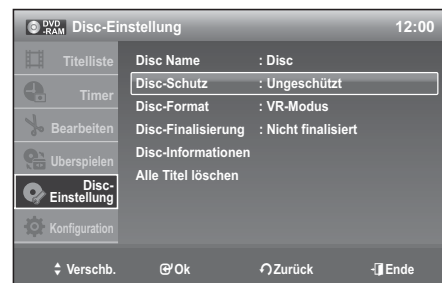 DVD-RAM Disc-Einstellung 12:00
Titelliste
Timer
Bearbeiten
Uberspielen
Disc-Einstellung
Konfiguration
Disc Name : Disc
Disc-Schutz : Ungeschützt
Disc-Format : VR-Modus
Disc-Finalisierung : Nicht finalisiert
Disc-Informationen
Alle Titel löschen
Verschb. Ok Zurück Ende